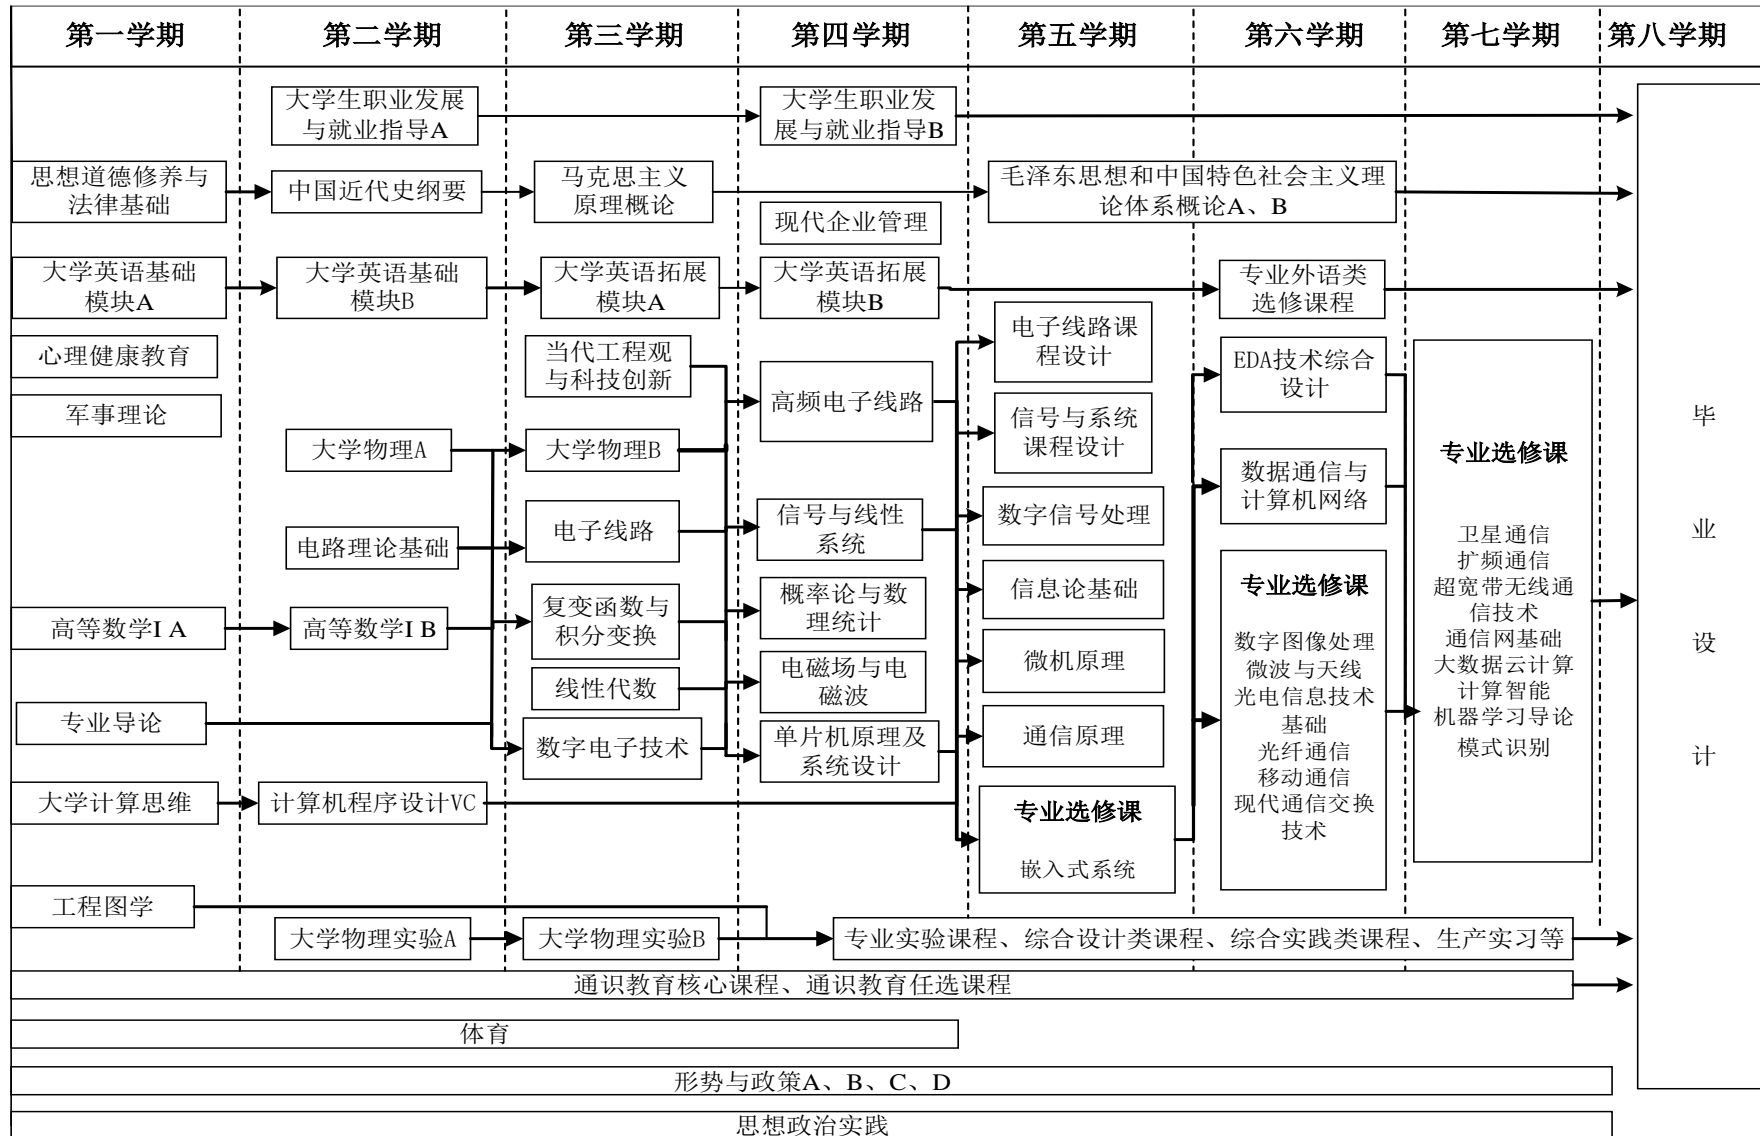 第一学期
第二学期
第三学期
第四学期
第五学期
第六学期
第七学期
第八学期
大学生职业发展
与就业指导A
大学生职业发
展与就业指导B
思想道德修养与
法律基础
中国近代史纲要
马克思主义
原理概论
毛泽东思想和中国特色社会主义理
论体系概论A、B
现代企业管理
大学英语基础
模块A
大学英语基础
模块B
大学英语拓展
模块A
大学英语拓展
模块B
专业外语类
选修课程
心理健康教育
军事理论
当代工程观
与科技创新
高频电子线路
电子线路课
程设计
EDA技术综合
设计
大学物理A
大学物理B
信号与系统
课程设计
数据通信与
计算机网络
电路理论基础
电子线路
信号与线性
系统
数字信号处理
高等数学I A
高等数学I B
复变函数与
积分变换
概率论与数
理统计
信息论基础
线性代数
电磁场与电
磁波
微机原理
专业导论
数字电子技术
单片机原理及
系统设计
通信原理
大学计算思维
计算机程序设计VC
专业选修课
嵌入式系统
专业选修课
数字图像处理
微波与天线
光电信息技术
基础
光纤通信
移动通信
现代通信交换
技术
专业选修课
卫星通信
扩频通信
超宽带无线通
信技术
通信网基础
大数据云计算
计算智能
机器学习导论
模式识别
毕
业
设
计
工程图学
大学物理实验A
大学物理实验B
专业实验课程、综合设计类课程、综合实践类课程、生产实习等
通识教育核心课程、通识教育任选课程
体育
形势与政策A、B、C、D
思想政治实践